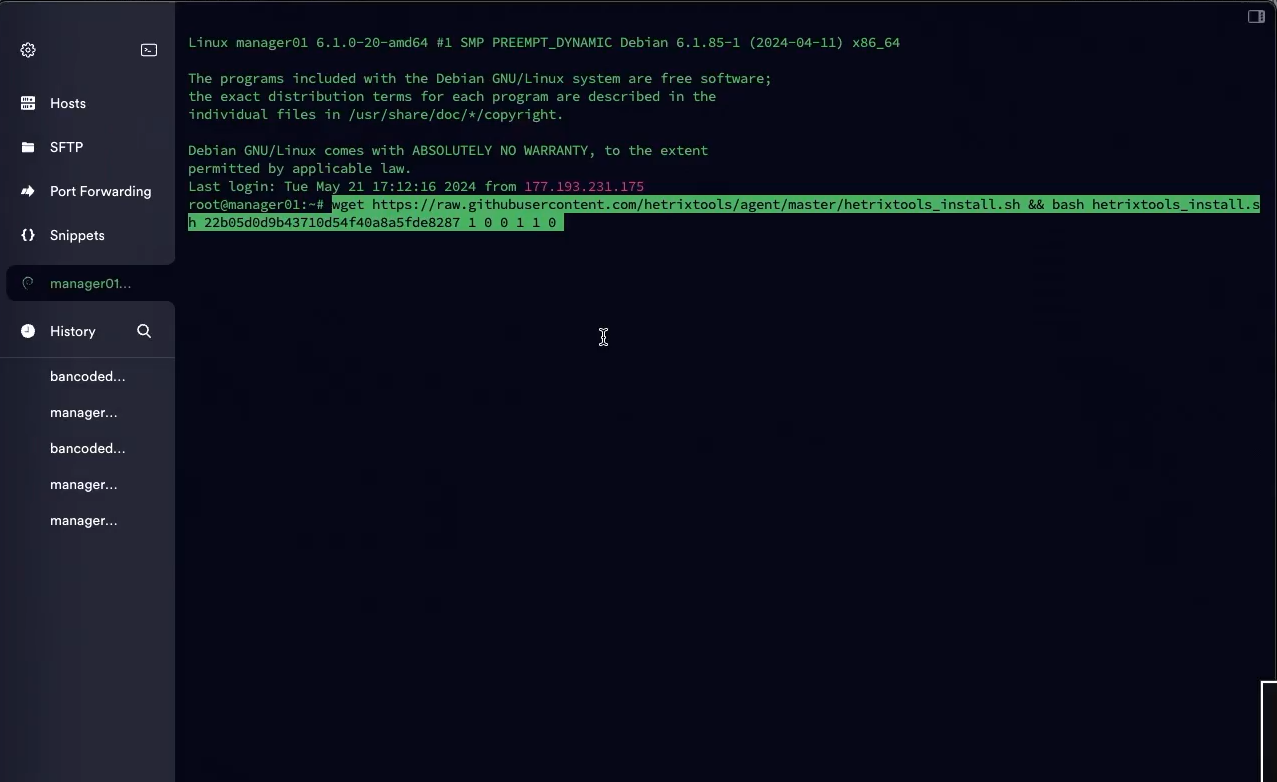 Hosts
SFTP
Port Forwarding
Snippets
manager01...
History
bancoded...
manager...
bancoded...
manager...
manager...
Linux manager01 6.1.0-20-amd64 #1 SMP PREEMPT_DYNAMIC Debian 6.1.85-1 (2024-04-11) x86_64
The programs included with the Debian GNU/Linux system are free software;
the exact distribution terms for each program are described in the
individual files in /usr/share/doc/*/copyright.
Debian GNU/Linux comes with ABSOLUTELY NO WARRANTY, to the extent
permitted by applicable law.
Last login: Tue May 21 17:12:16 2024 from 177.193.231.175
root@manager01:~# wget https://raw.githubusercontent.com/hetrixtools/agent/master/hetrixtools_install.sh && bash hetrixtools_install.s
h 22b05d0d9b43710d54f40a8a5fde8287 1 0 0 1 1 0